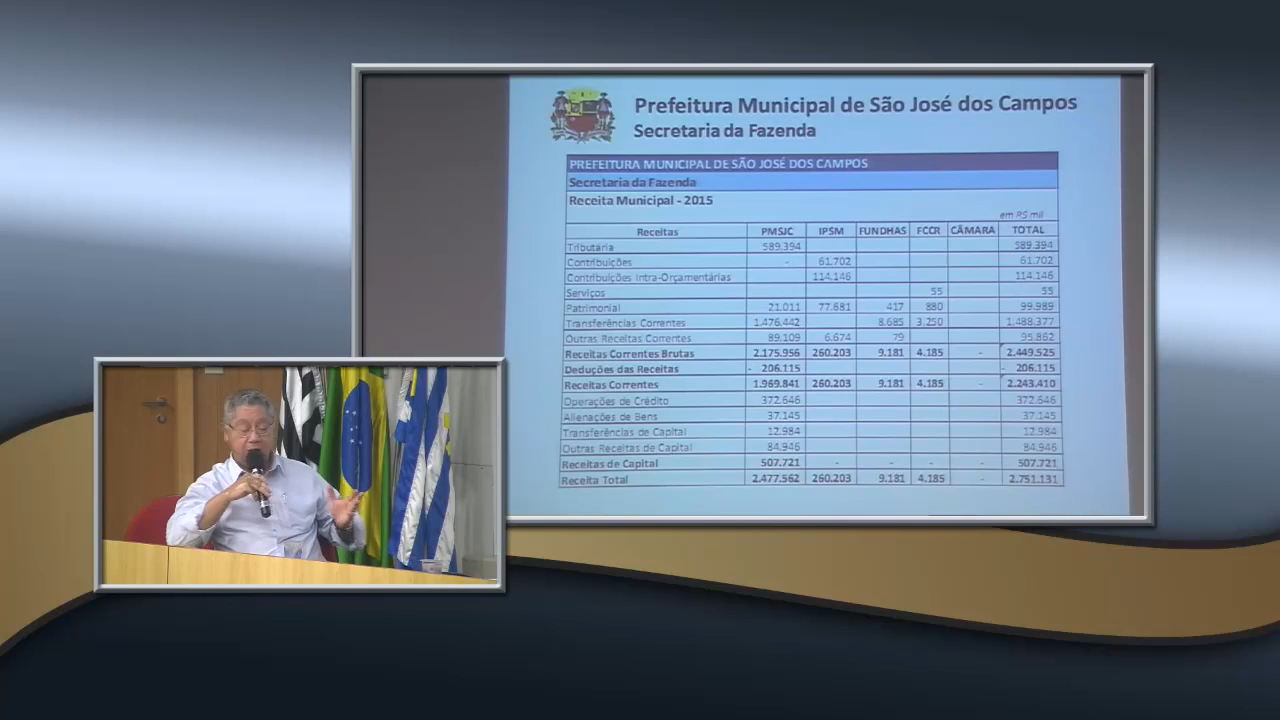 Prefeitura Municipal de São José dos Campos
Secretaria da Fazenda
PREFEITURA MUNICIPAL DE SÃO JOSÉ DOS CAMPOS
Secretaria da Fazenda
Receita Municipal - 2015
em R$ mil
Receitas PMSJC IPSM FUNDHAS FCCR CÂMARA TOTAL
Tributária 589.394 589.394
Contribuições - 61.702 61.702
Contribuições Intra-Orçamentárias 114.146 114.146
Serviços 55 55
Patrimonial 21.011 77.681 417 880 99.989
Transferências Correntes 1.476.442 8.685 3.250 1.488.377
Outras Receitas Correntes 89.109 6.674 79 95.862
Receitas Correntes Brutas 2.175.956 260.203 9.181 4.185 - 2.449.525
Deduções das Receitas - 206.115 - 206.115
Receitas Correntes 1.969.841 260.203 9.181 4.185 - 2.243.410
Operações de Crédito 372.646 372.646
Alienações de Bens 37.145 37.145
Transferências de Capital 12.984 12.984
Outras Receitas de Capital 84.946 84.946
Receitas de Capital 507.721 - - - - 507.721
Receita Total 2.477.562 260.203 9.181 4.185 - 2.751.131